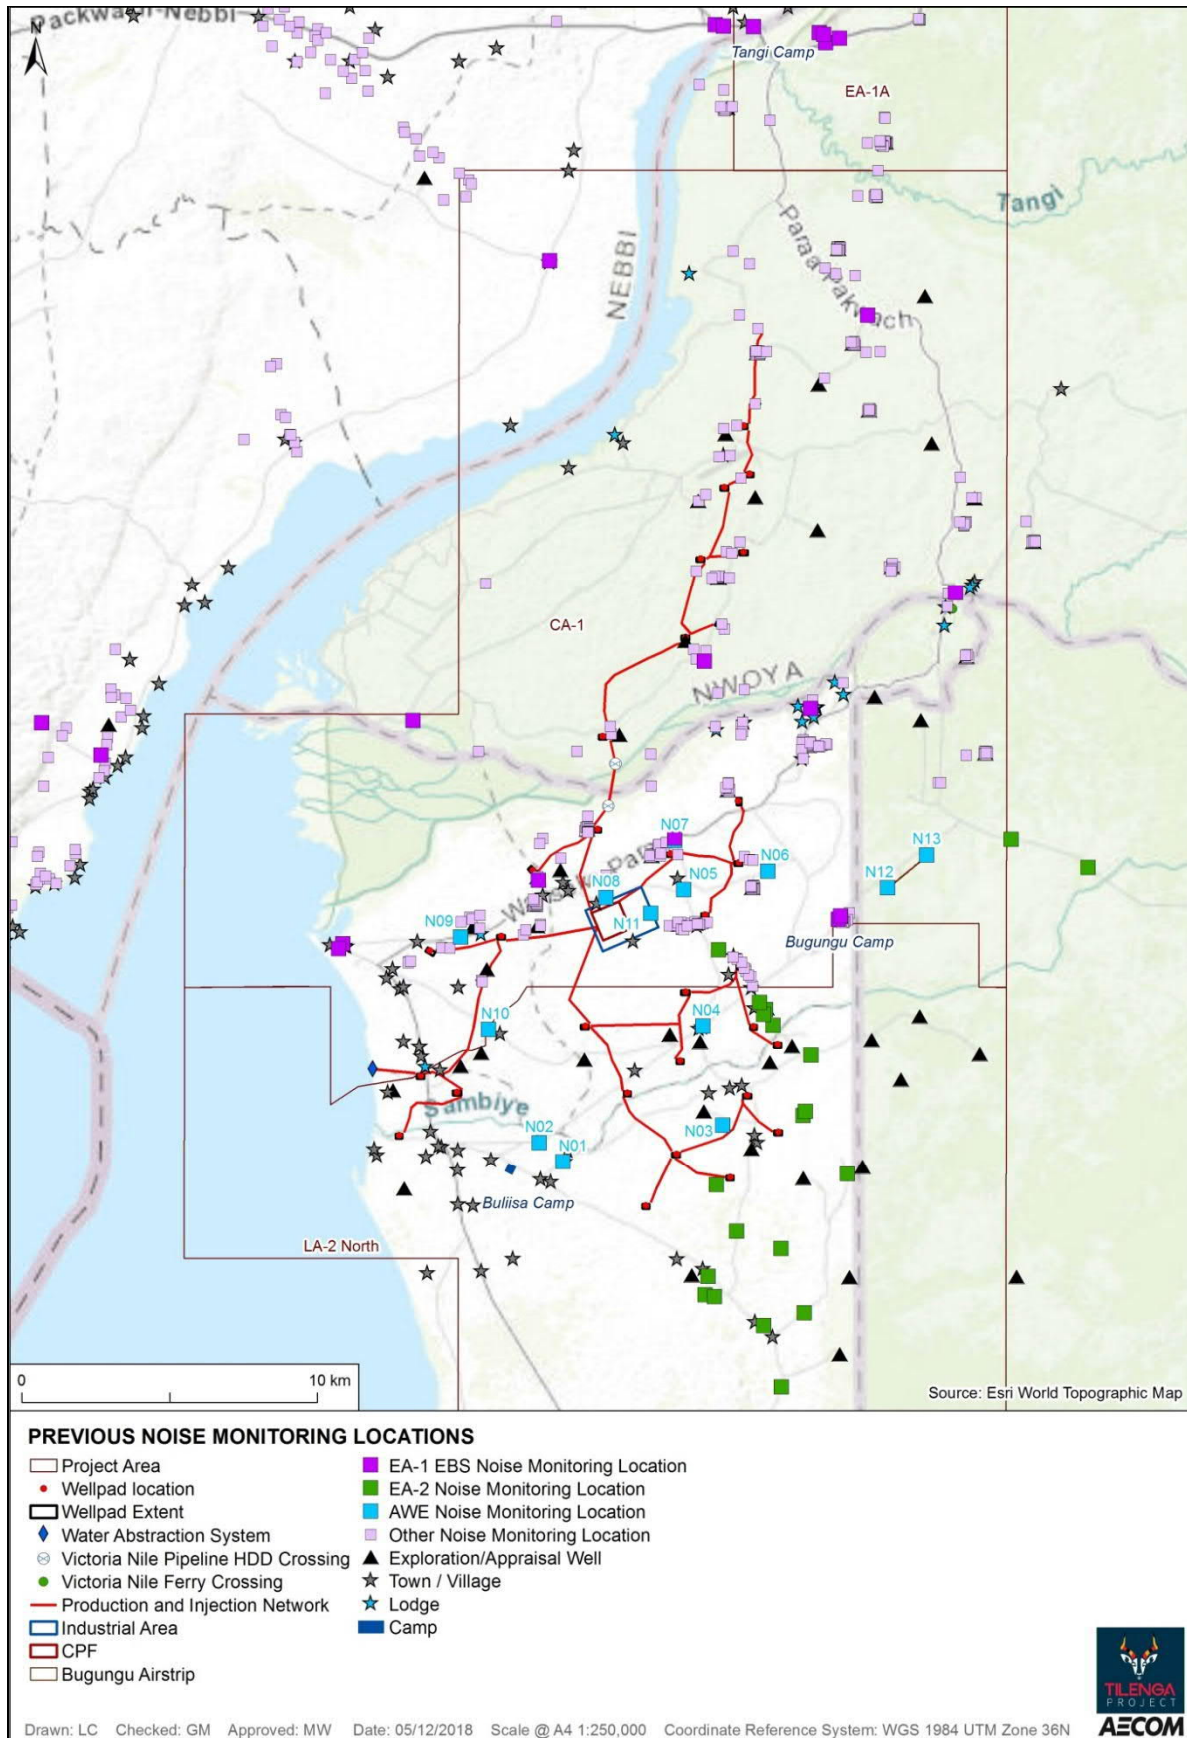 Packwach-Nebbi
N
Tangi Camp
EA-1A
Tangi
Paraa Pakwach
NEBBI
CA-1
NWOYA
N07
N13
N06
N12
N05
N08
N11
N09
Bugungu Camp
N10
N04
Sambiye
N03
N02
N01
Buliisa Camp
LA-2 North
0 10 km
Source: Esri World Topographic Map
PREVIOUS NOISE MONITORING LOCATIONS
Project Area
Wellpad location
Wellpad Extent
Water Abstraction System
Victoria Nile Pipeline HDD Crossing
Victoria Nile Ferry Crossing
Production and Injection Network
Industrial Area
CPF
Bugungu Airstrip
EA-1 EBS Noise Monitoring Location
EA-2 Noise Monitoring Location
AWE Noise Monitoring Location
Other Noise Monitoring Location
Exploration/Appraisal Well
Town / Village
Lodge
Camp
TILENGA
PROJECT
AECOM
Drawn: LC Checked: GM Approved: MW Date: 05/12/2018 Scale @ A4 1:250,000 Coordinate Reference System: WGS 1984 UTM Zone 36N